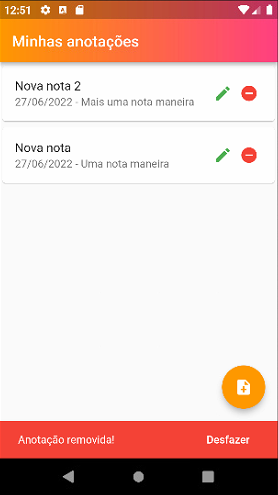 12:51
Minhas anotações
Nova nota 2
27/06/2022 - Mais uma nota maneira
Nova nota
27/06/2022 - Uma nota maneira
Anotação removida! Desfazer